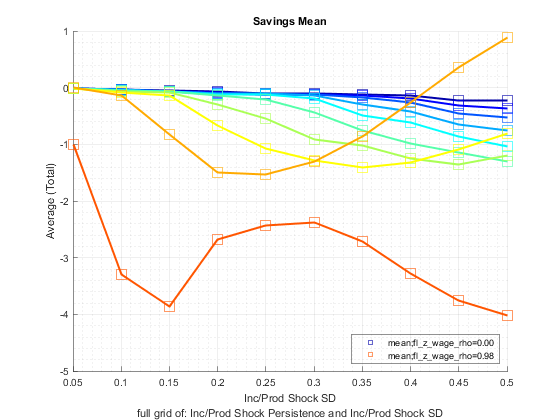 Savings Mean
Average (Total)
1
0
-1
-2
-3
-4
-5
0.05 0.1 0.15 0.2 0.25 0.3 0.35 0.4 0.45 0.5
mean;fl_z_wage_rho=0.00
mean;fl_z_wage_rho=0.98
Inc/Prod Shock SD
full grid of: Inc/Prod Shock Persistence and Inc/Prod Shock SD